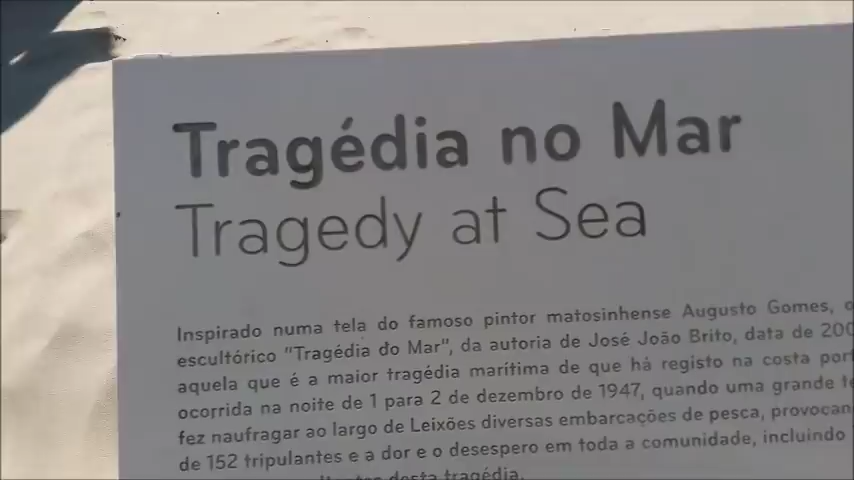 Tragédia no Mar
Tragedy at Sea
Inspirado numa tela do famoso pintor matosinhense Augusto Gomes,
escultórico "Tragédia do Mar", da autoria de José João Brito, data de
aquela que é a maior tragédia marítima de que há registo na costa
ocorrida na noite de 1 para 2 de dezembro de 1947, quando uma grande
fez naufragar ao largo de Leixões diversas embarcações de pesca,
de 152 tripulantes e a dor e o desespero em toda a comunidade, incluindo
desta tragédia.